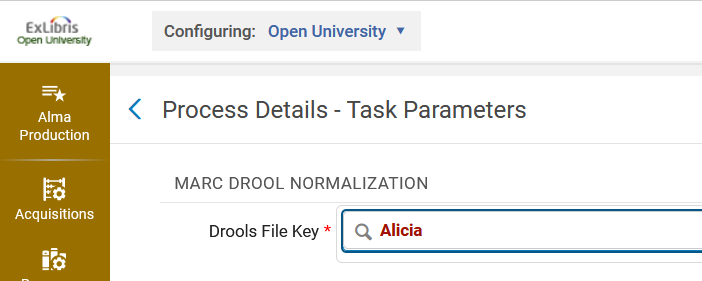 ExLibris
Open University
Configuring: Open University
Alma
Production
Process Details - Task Parameters
MARC DROOL NORMALIZATION
Acquisitions
Drools File Key * Alicia